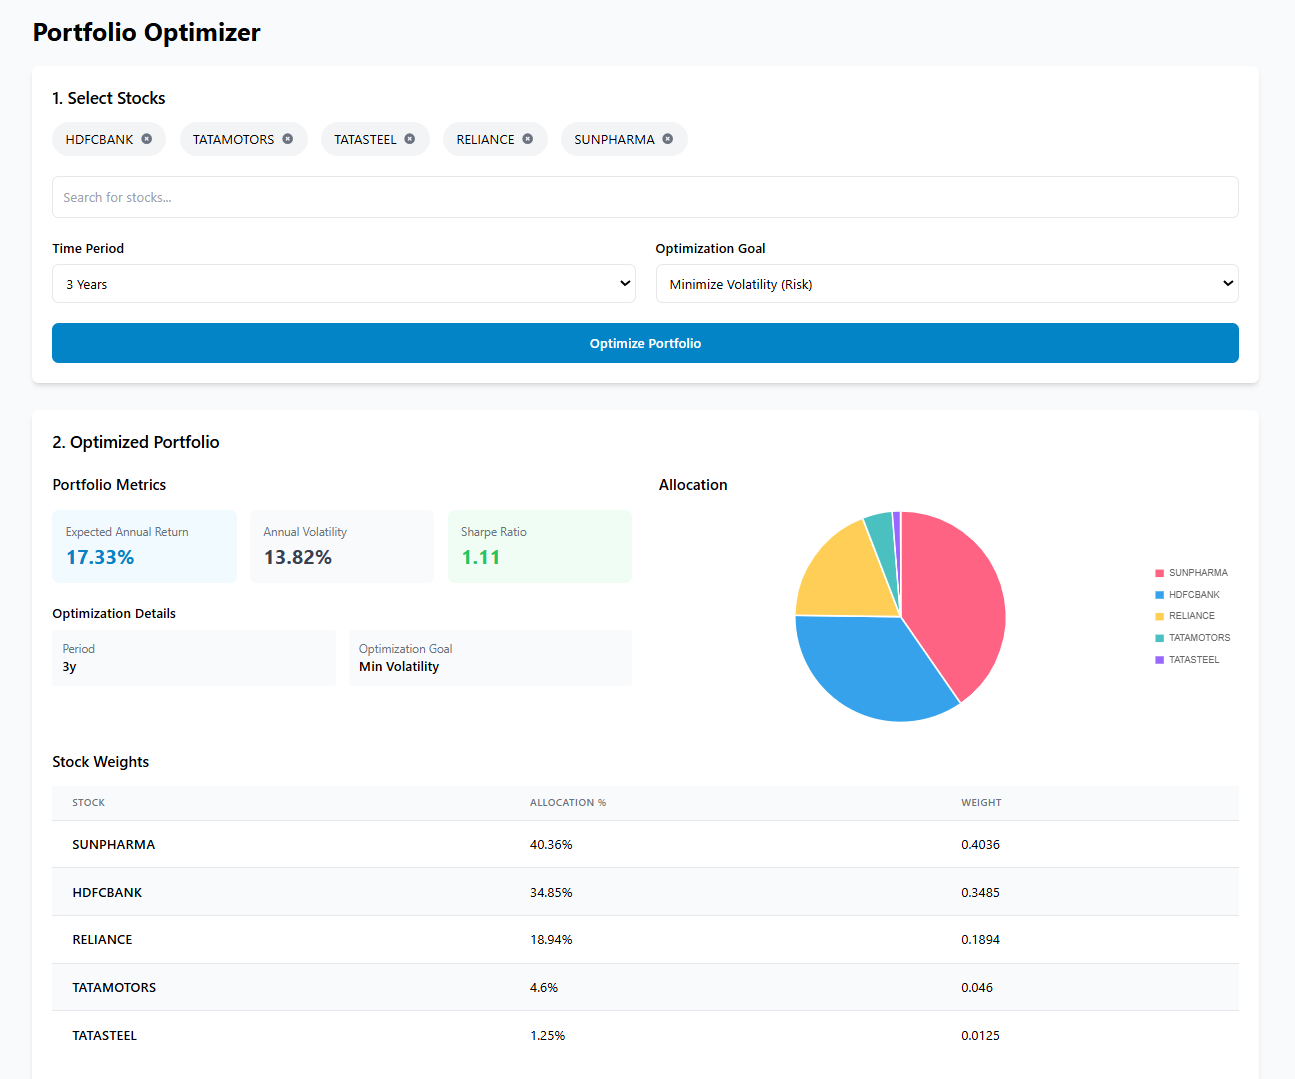 Portfolio Optimizer
1. Select Stocks
HDFCBANK TATAMOTORS TATASTEEL RELIANCE SUNPHARMA
Search for stocks...
Time Period
3 Years
Optimization Goal
Minimize Volatility (Risk)
Optimize Portfolio
2. Optimized Portfolio
Portfolio Metrics
Expected Annual Return
17.33%
Annual Volatility
13.82%
Sharpe Ratio
1.11
Optimization Details
Period
3y
Optimization Goal
Min Volatility
Allocation
SUNPHARMA
HDFCBANK
RELIANCE
TATAMOTORS
TATASTEEL
Stock Weights
STOCK ALLOCATION % WEIGHT
SUNPHARMA 40.36% 0.4036
HDFCBANK 34.85% 0.3485
RELIANCE 18.94% 0.1894
TATAMOTORS 4.6% 0.046
TATASTEEL 1.25% 0.0125